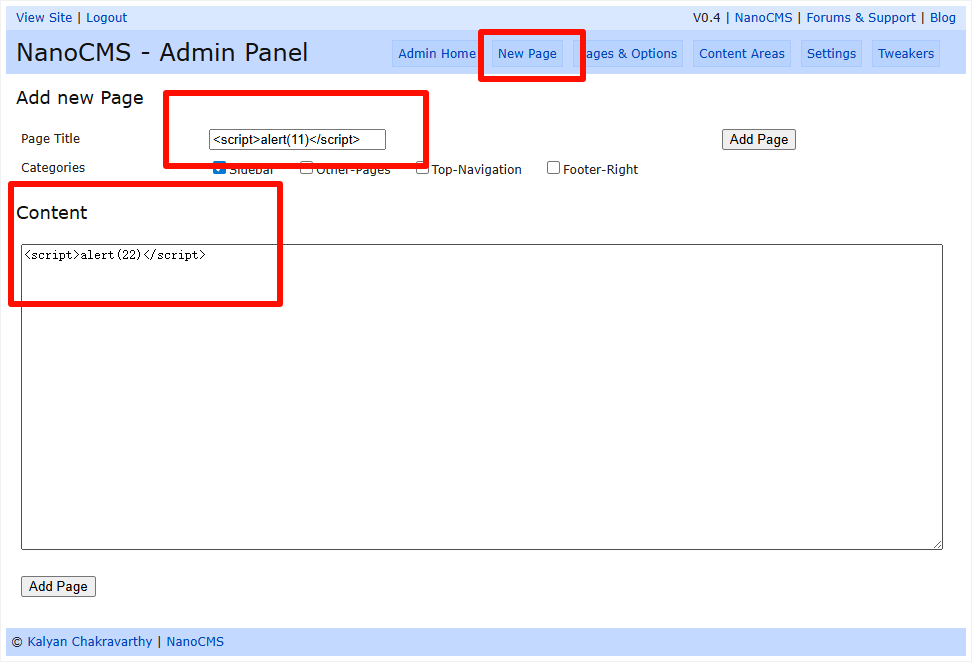 View Site | Logout V0.4 | NanoCMS | Forums & Support | Blog
NanoCMS - Admin Panel Admin Home New Page ages & Options Content Areas Settings Tweakers
Add new Page
Page Title <script>alert(11)</script> Add Page
Categories Sidebar Other-Pages Top-Navigation Footer-Right
Content
<script>alert(22)</script>
Add Page
© Kalyan Chakravarthy | NanoCMS